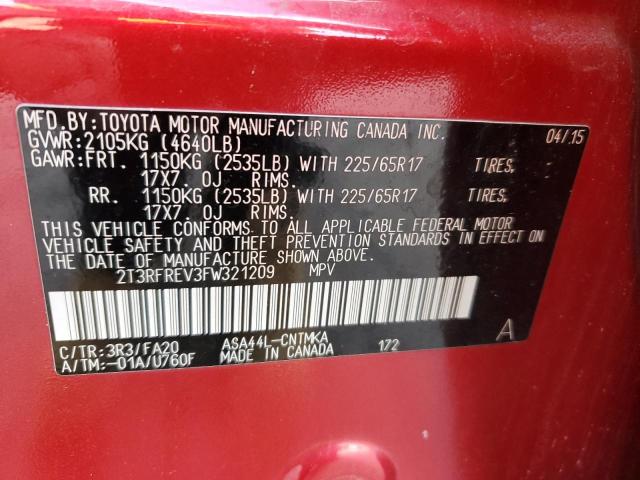 MFD.BY:TOYOTA MOTOR MANUFACTURING CANADA INC. 04/15
GVWR:2105KG (4640LB)
GAWR:FRT. 1150KG (2535LB) WITH 225/65R17 TIRES,
17X7. 0J RIMS.
RR. 1150KG (2535LB) WITH 225/65R17 TIRES,
17X7. 0J RIMS.
THIS VEHICLE CONFORMS TO ALL APPLICABLE FEDERAL MOTOR
VEHICLE SAFETY AND THEFT PREVENTION STANDARDS IN EFFECT ON
THE DATE OF MANUFACTURE SHOWN ABOVE.
2T3RFREV3FW321209 MPV
C/TR:3R3/FA20 ASA44L-CNTMKA A
A/TM:-01A/U760F MADE IN CANADA 172